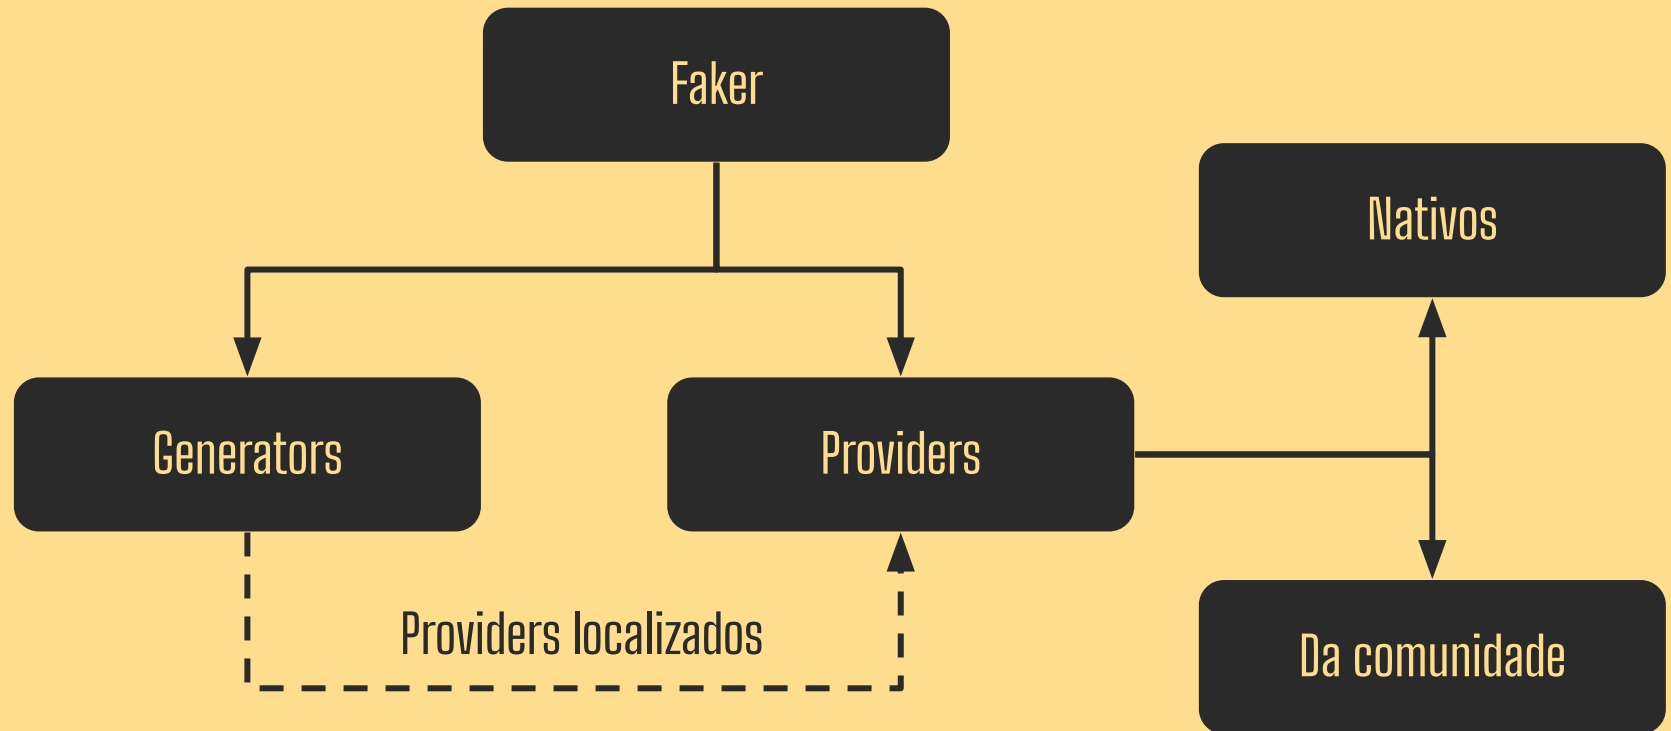 Faker
Nativos
Generators
Providers
Providers localizados
Da comunidade